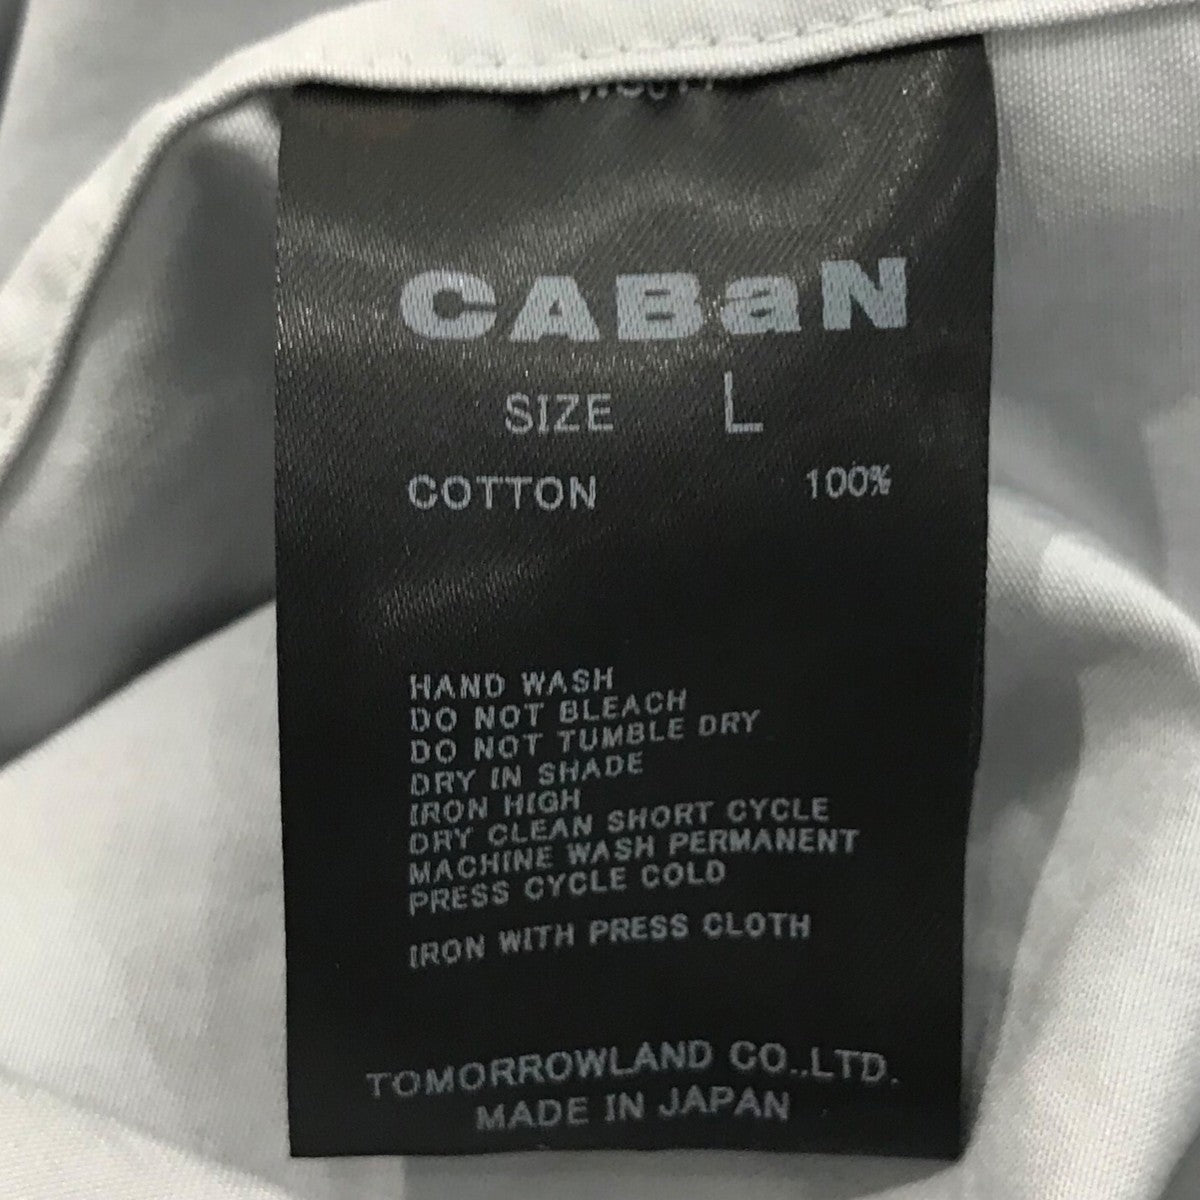 CABaN
SIZE L
COTTON 100%
HAND WASH
DO NOT BLEACH
DO NOT TUMBLE DRY
DRY IN SHADE
IRON HIGH
DRY CLEAN SHORT CYCLE
MACHINE WASH PERMANENT
PRESS CYCLE COLD
IRON WITH PRESS CLOTH
TOMORROWLAND CO.,LTD.
MADE IN JAPAN